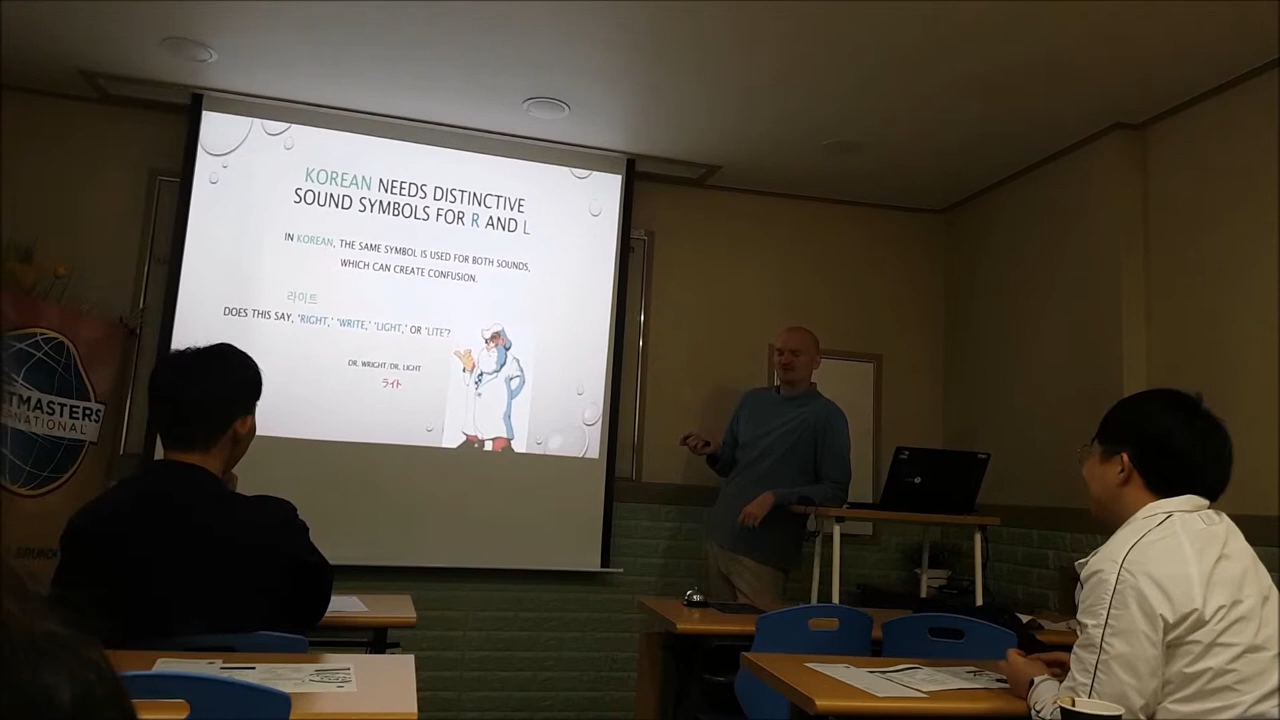 KOREAN NEEDS DISTINCTIVE
SOUND SYMBOLS FOR R AND L
IN KOREAN, THE SAME SYMBOL IS USED FOR BOTH SOUNDS,
WHICH CAN CREATE CONFUSION.
라이트
DOES THIS SAY, 'RIGHT,' 'WRITE,' 'LIGHT,' OR 'LITE'?
DR. WRIGHT/DR. LIGHT
ライト
STMASTERS
ERNATIONAL